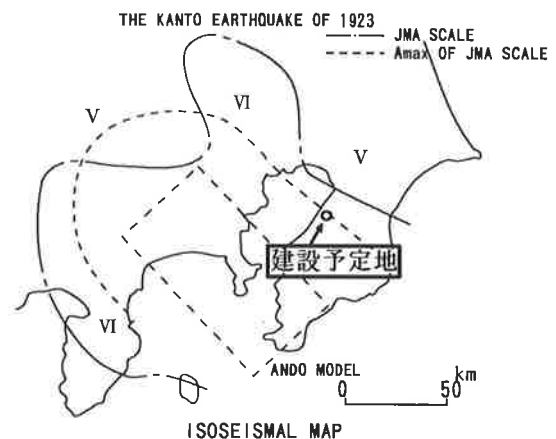 THE KANTO EARTHQUAKE OF 1923
JMA SCALE
Amax OF JMA SCALE
VI
V
V
建設予定地
VI
ANDO MODEL
km
0 50
ISOSEISMAL MAP